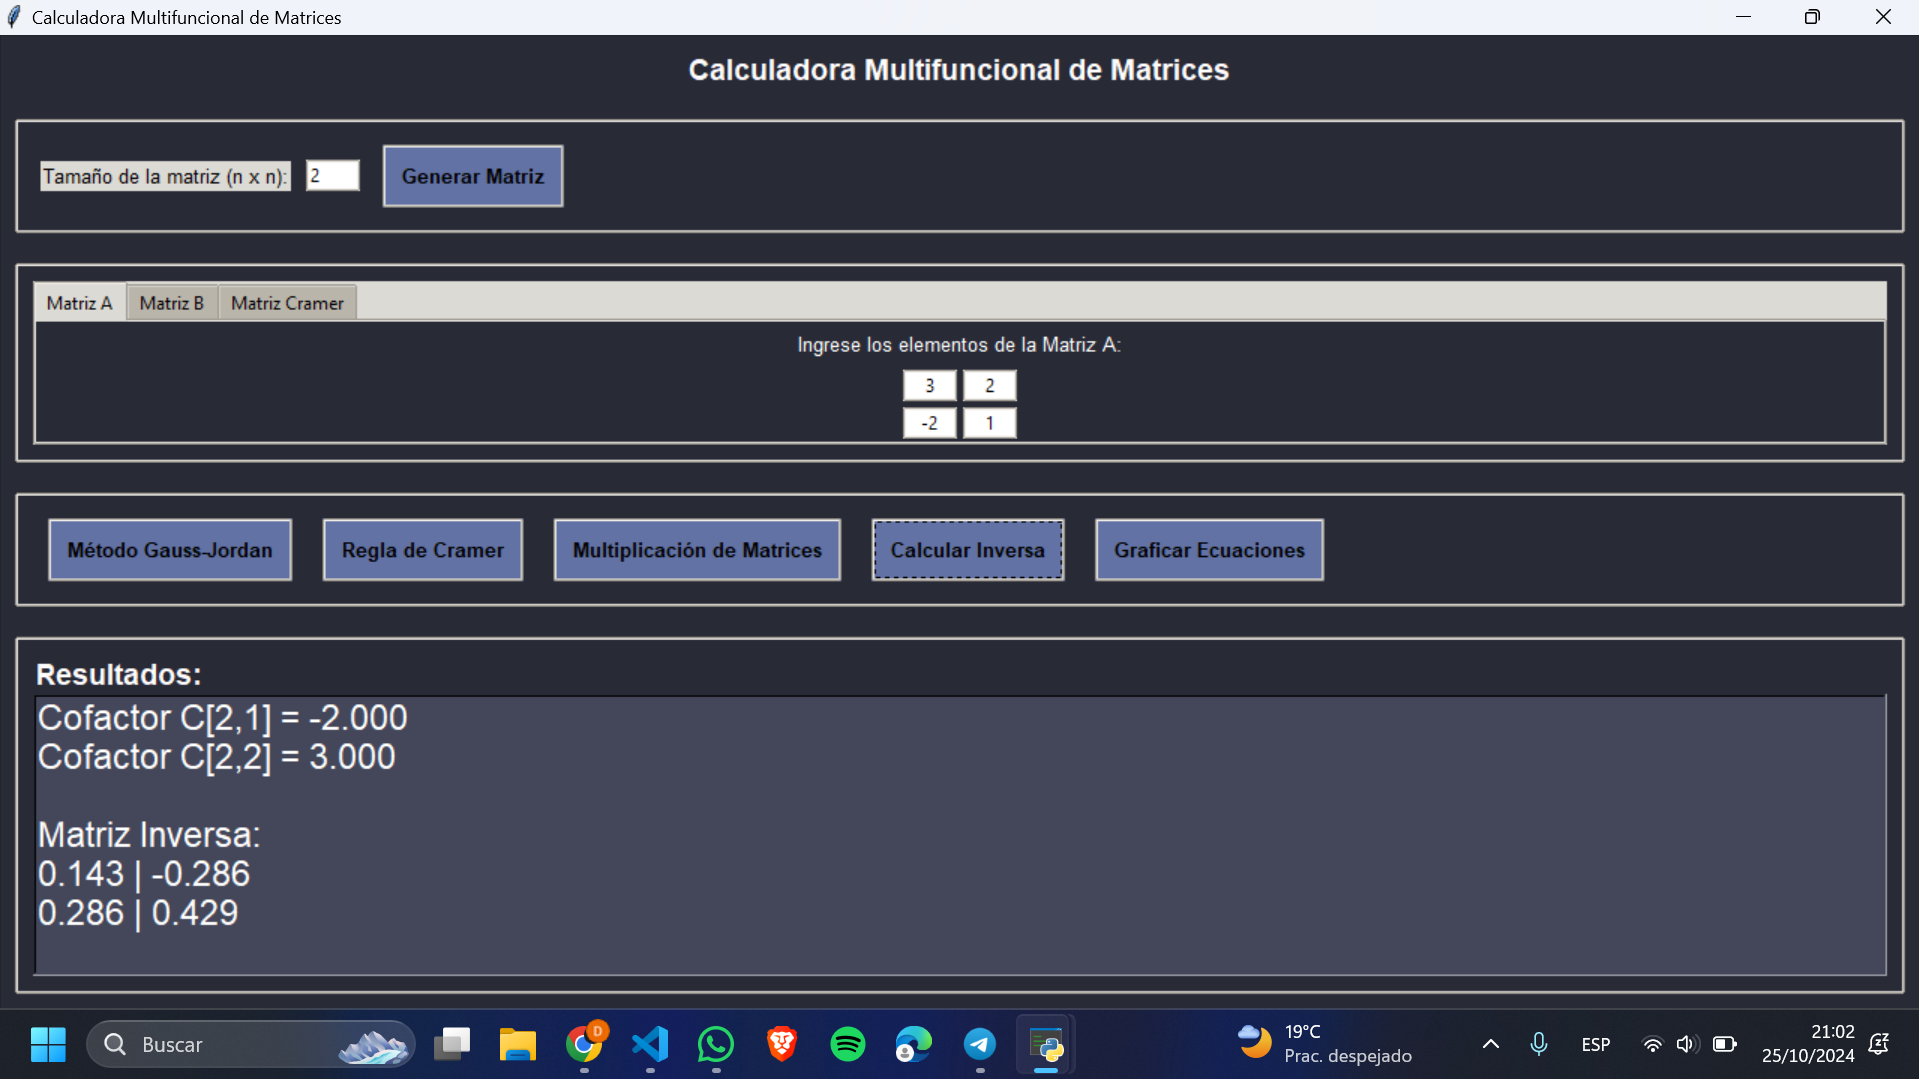 Calculadora Multifuncional de Matrices
Calculadora Multifuncional de Matrices
Tamaño de la matriz (n x n): 2 Generar Matriz
Matriz A Matriz B Matriz Cramer
Ingrese los elementos de la Matriz A:
3 2
-2 1
Método Gauss-Jordan Regla de Cramer Multiplicación de Matrices Calcular Inversa Graficar Ecuaciones
Resultados:
Cofactor C[2,1] = -2.000
Cofactor C[2,2] = 3.000
Matriz Inversa:
0.143 | -0.286
0.286 | 0.429
Buscar
D
19°C
Prac. despejado
ESP
21:02
25/10/2024